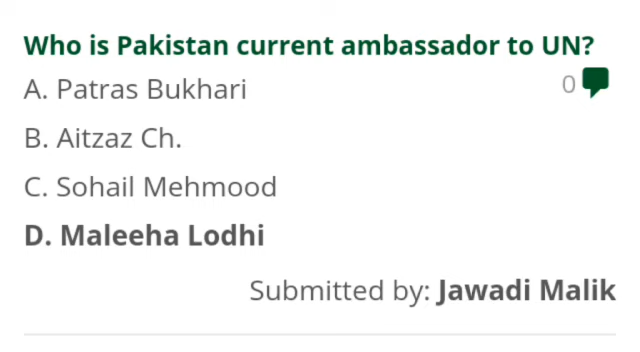 Who is Pakistan current ambassador to UN?
A. Patras Bukhari
0
B. Aitzaz Ch.
C. Sohail Mehmood
D. Maleeha Lodhi
Submitted by: Jawadi Malik